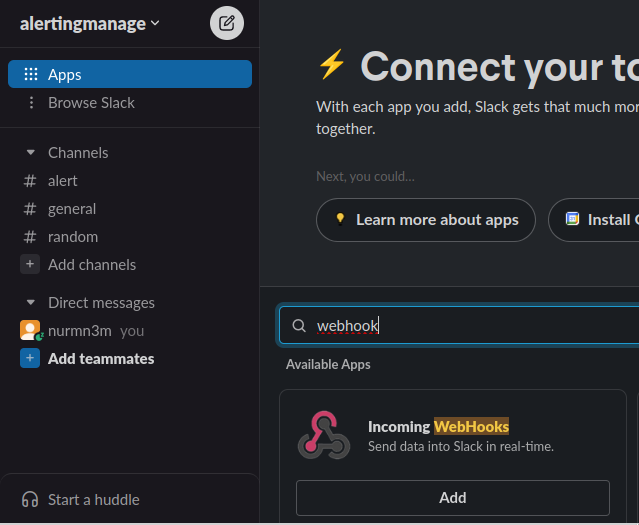 alertingmanage
Apps
Browse Slack
Channels
# alert
# general
# random
+ Add channels
Direct messages
nurmn3m you
+ Add teammates
Start a huddle
Connect your to
With each app you add, Slack gets that much mor
together.
Next, you could...
Learn more about apps
Install
webhook
Available Apps
Incoming WebHooks
Send data into Slack in real-time.
Add